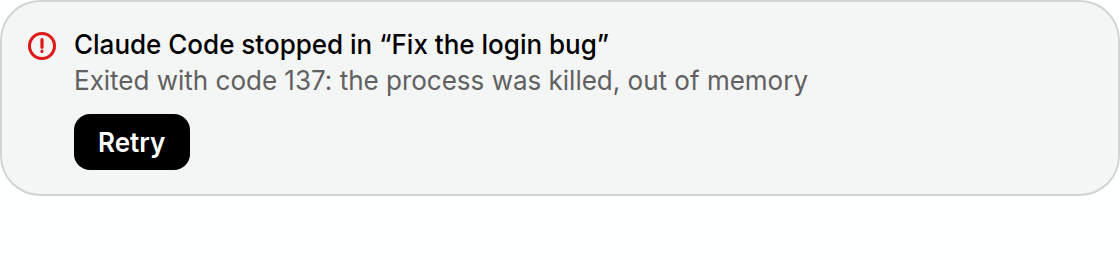 Claude Code stopped in “Fix the login bug”
Exited with code 137: the process was killed, out of memory
Retry